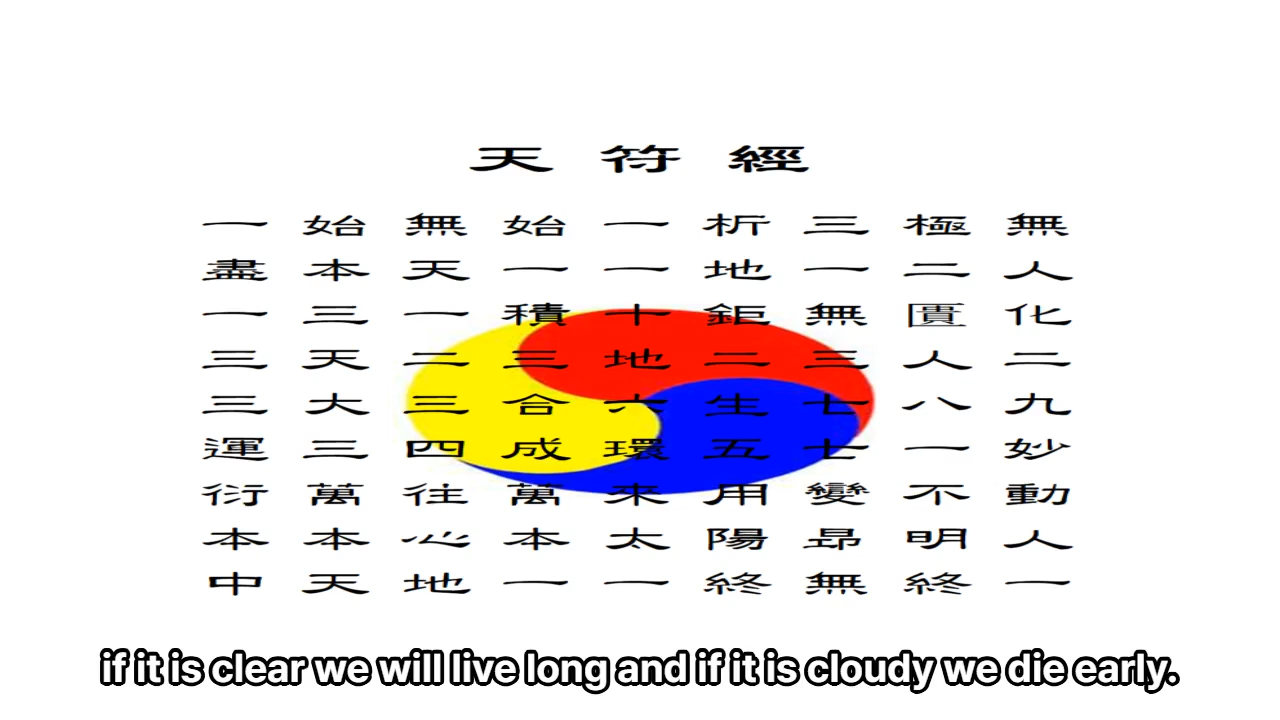 天符經
一始無始一析三極無
盡本天一一地一二人
一三一積十鉅無匱化
三天二三地二三人二
三大三合六生七八九
運三四成環五七一妙
衍萬往萬來用變不動
本本心本太陽昻明人
中天地一一終無終一
if it is clear we will live long and if it is cloudy we die early.